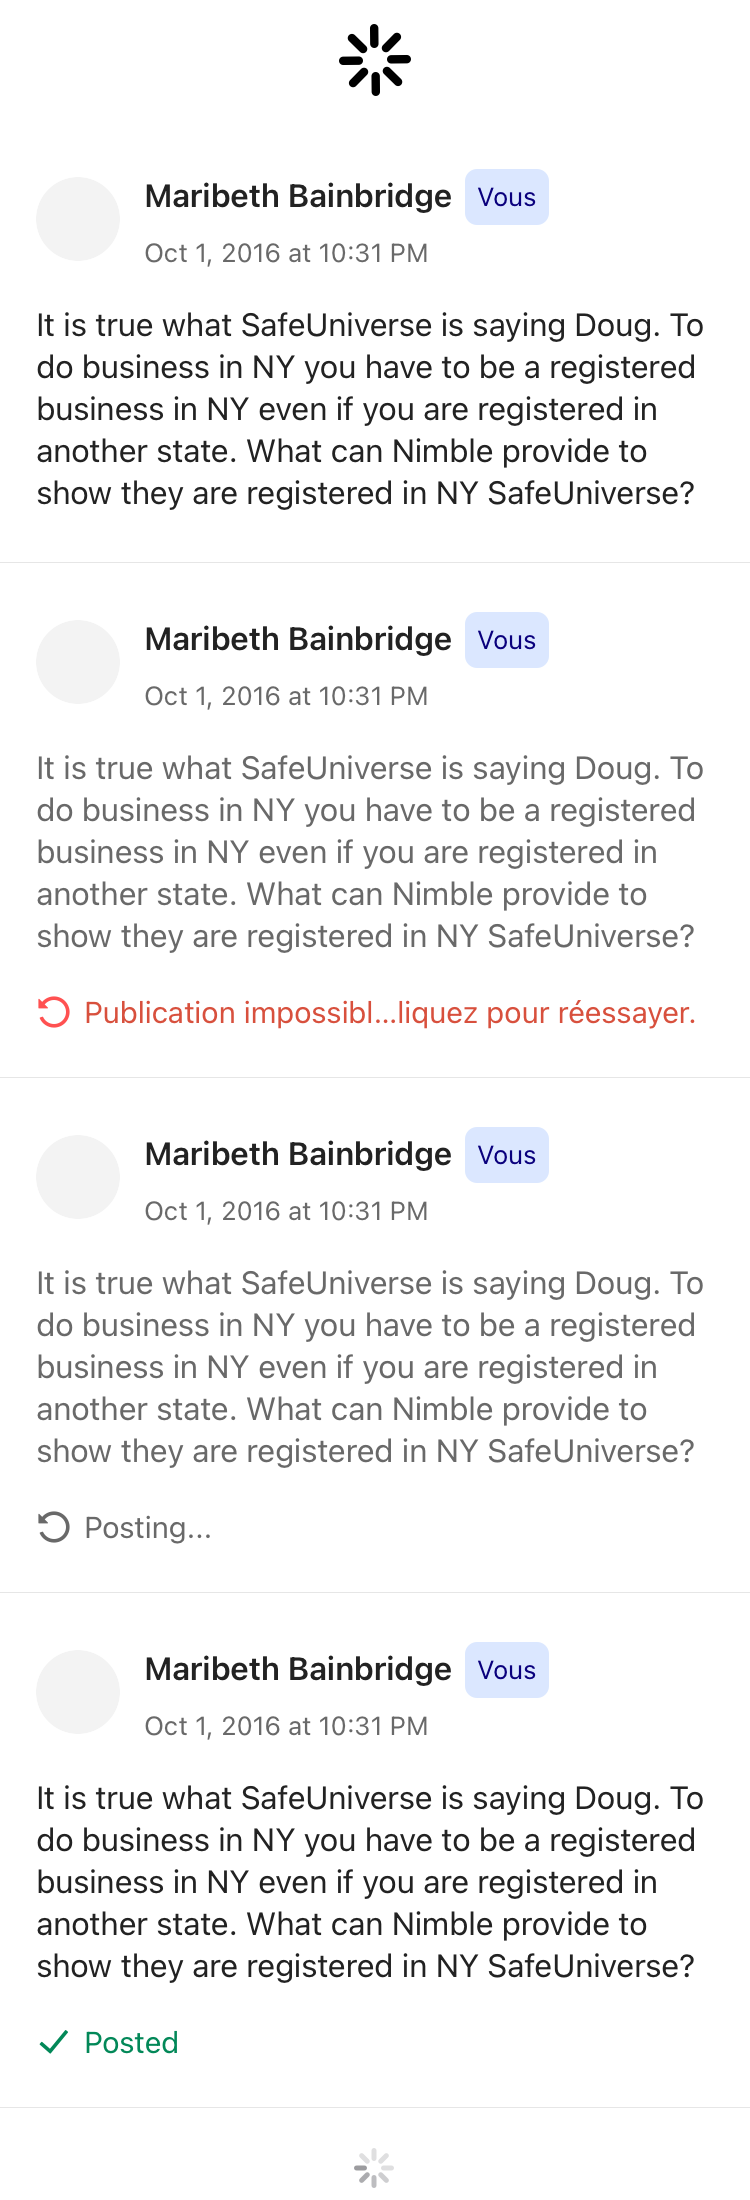 Maribeth Bainbridge Vous
Oct 1, 2016 at 10:31 PM
It is true what SafeUniverse is saying Doug. To
do business in NY you have to be a registered
business in NY even if you are registered in
another state. What can Nimble provide to
show they are registered in NY SafeUniverse?
Maribeth Bainbridge Vous
Oct 1, 2016 at 10:31 PM
It is true what SafeUniverse is saying Doug. To
do business in NY you have to be a registered
business in NY even if you are registered in
another state. What can Nimble provide to
show they are registered in NY SafeUniverse?
Publication impossibl...liquez pour réessayer.
Maribeth Bainbridge Vous
Oct 1, 2016 at 10:31 PM
It is true what SafeUniverse is saying Doug. To
do business in NY you have to be a registered
business in NY even if you are registered in
another state. What can Nimble provide to
show they are registered in NY SafeUniverse?
Posting...
Maribeth Bainbridge Vous
Oct 1, 2016 at 10:31 PM
It is true what SafeUniverse is saying Doug. To
do business in NY you have to be a registered
business in NY even if you are registered in
another state. What can Nimble provide to
show they are registered in NY SafeUniverse?
Posted